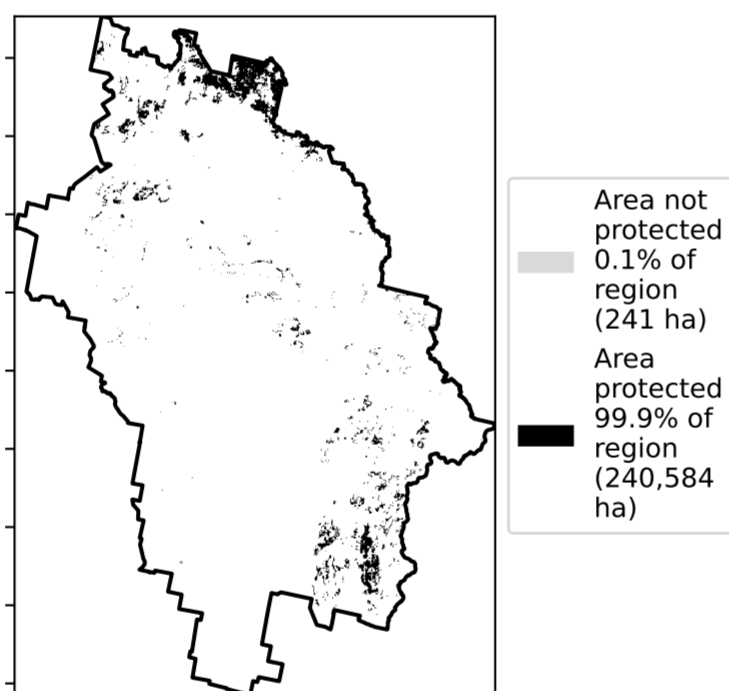 Area not
protected
0.1% of
region
(241 ha)
Area
protected
99.9% of
region
(240,584
ha)